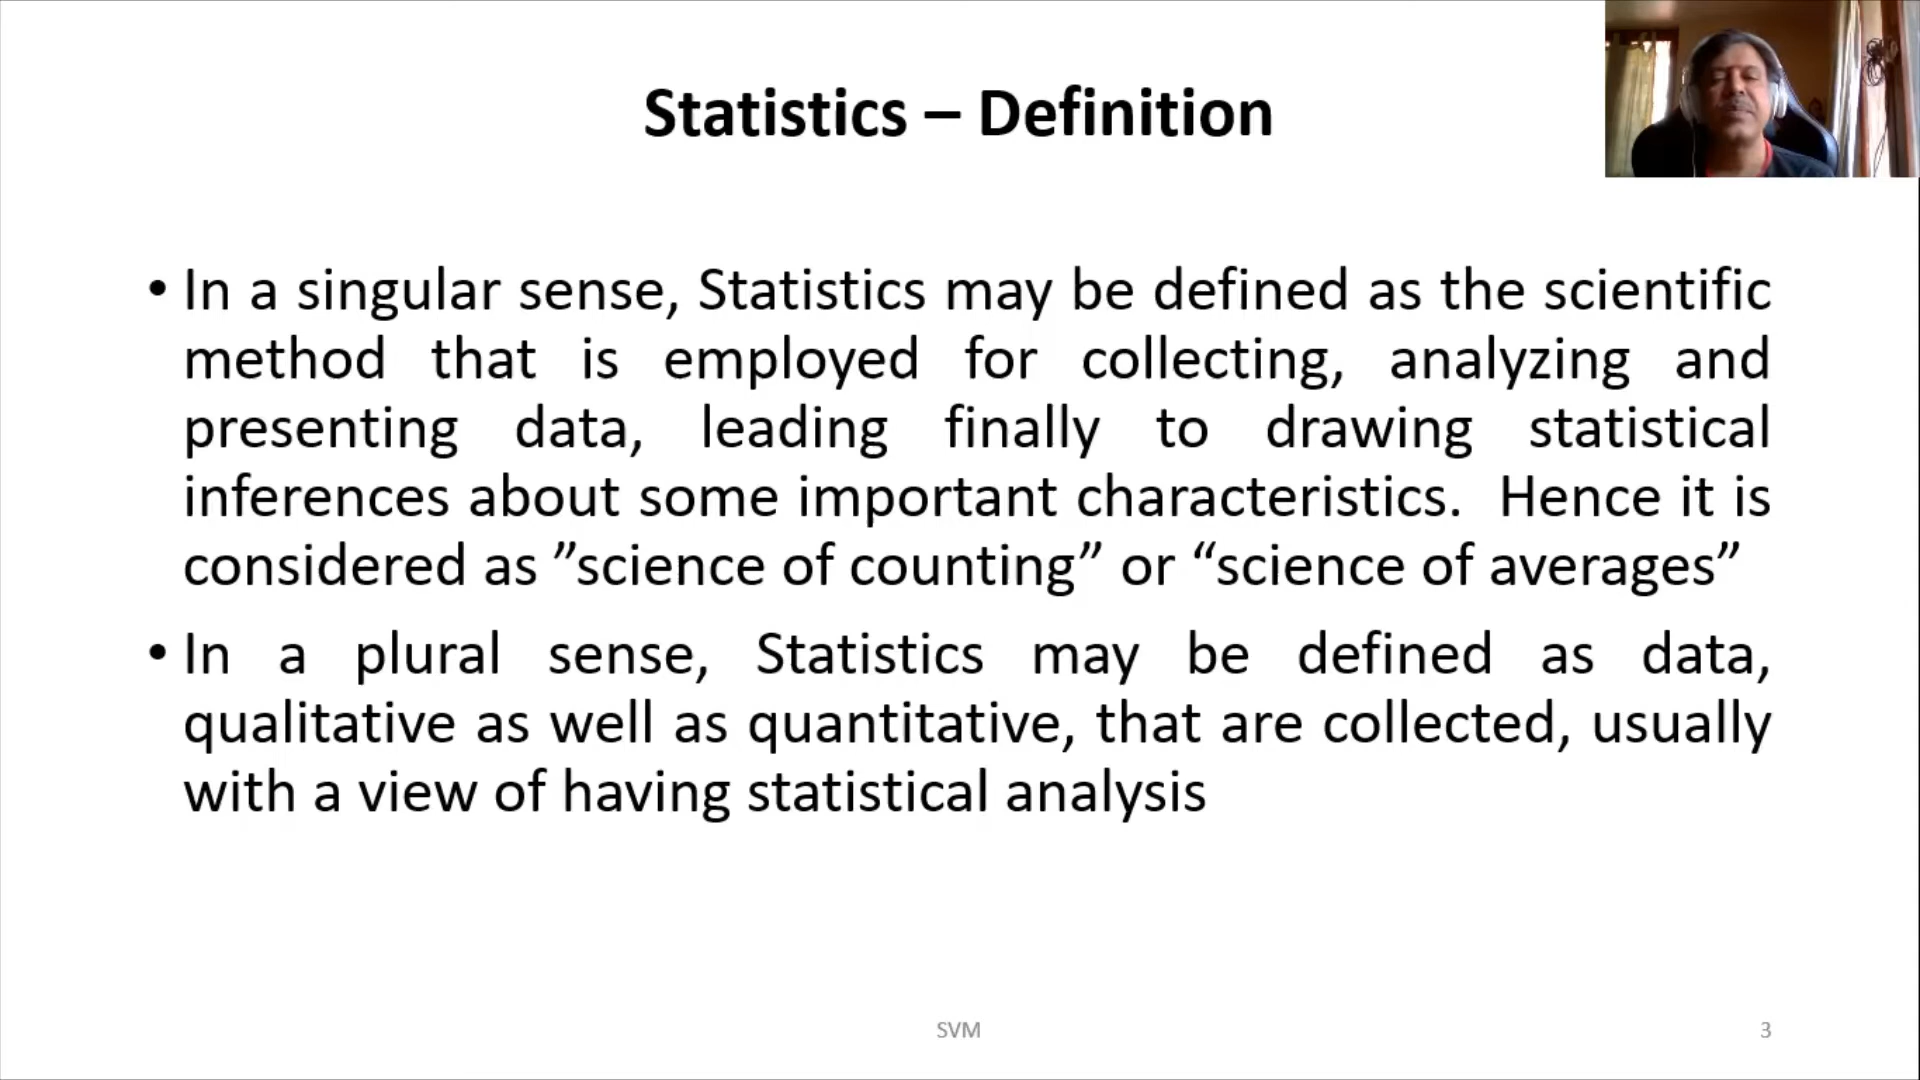 Statistics – Definition
• In a singular sense, Statistics may be defined as the scientific
method that is employed for collecting, analyzing and
presenting data, leading finally to drawing statistical
inferences about some important characteristics.  Hence it is
considered as ”science of counting” or “science of averages”
• In a plural sense, Statistics may be defined as data,
qualitative as well as quantitative, that are collected, usually
with a view of having statistical analysis
SVM
3